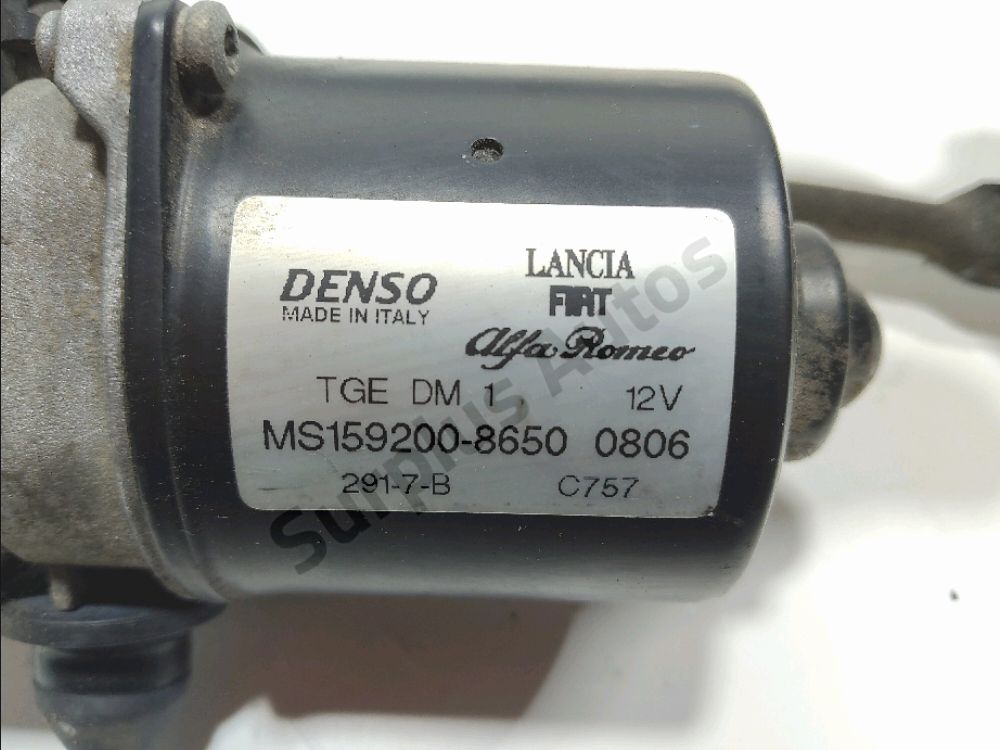 DENSO
MADE IN ITALY
LANCIA
FIAT
Alfa Romeo
TGE DM 1 12V
MS159200-8650 0806
291-7-B C757
Surplus Autos